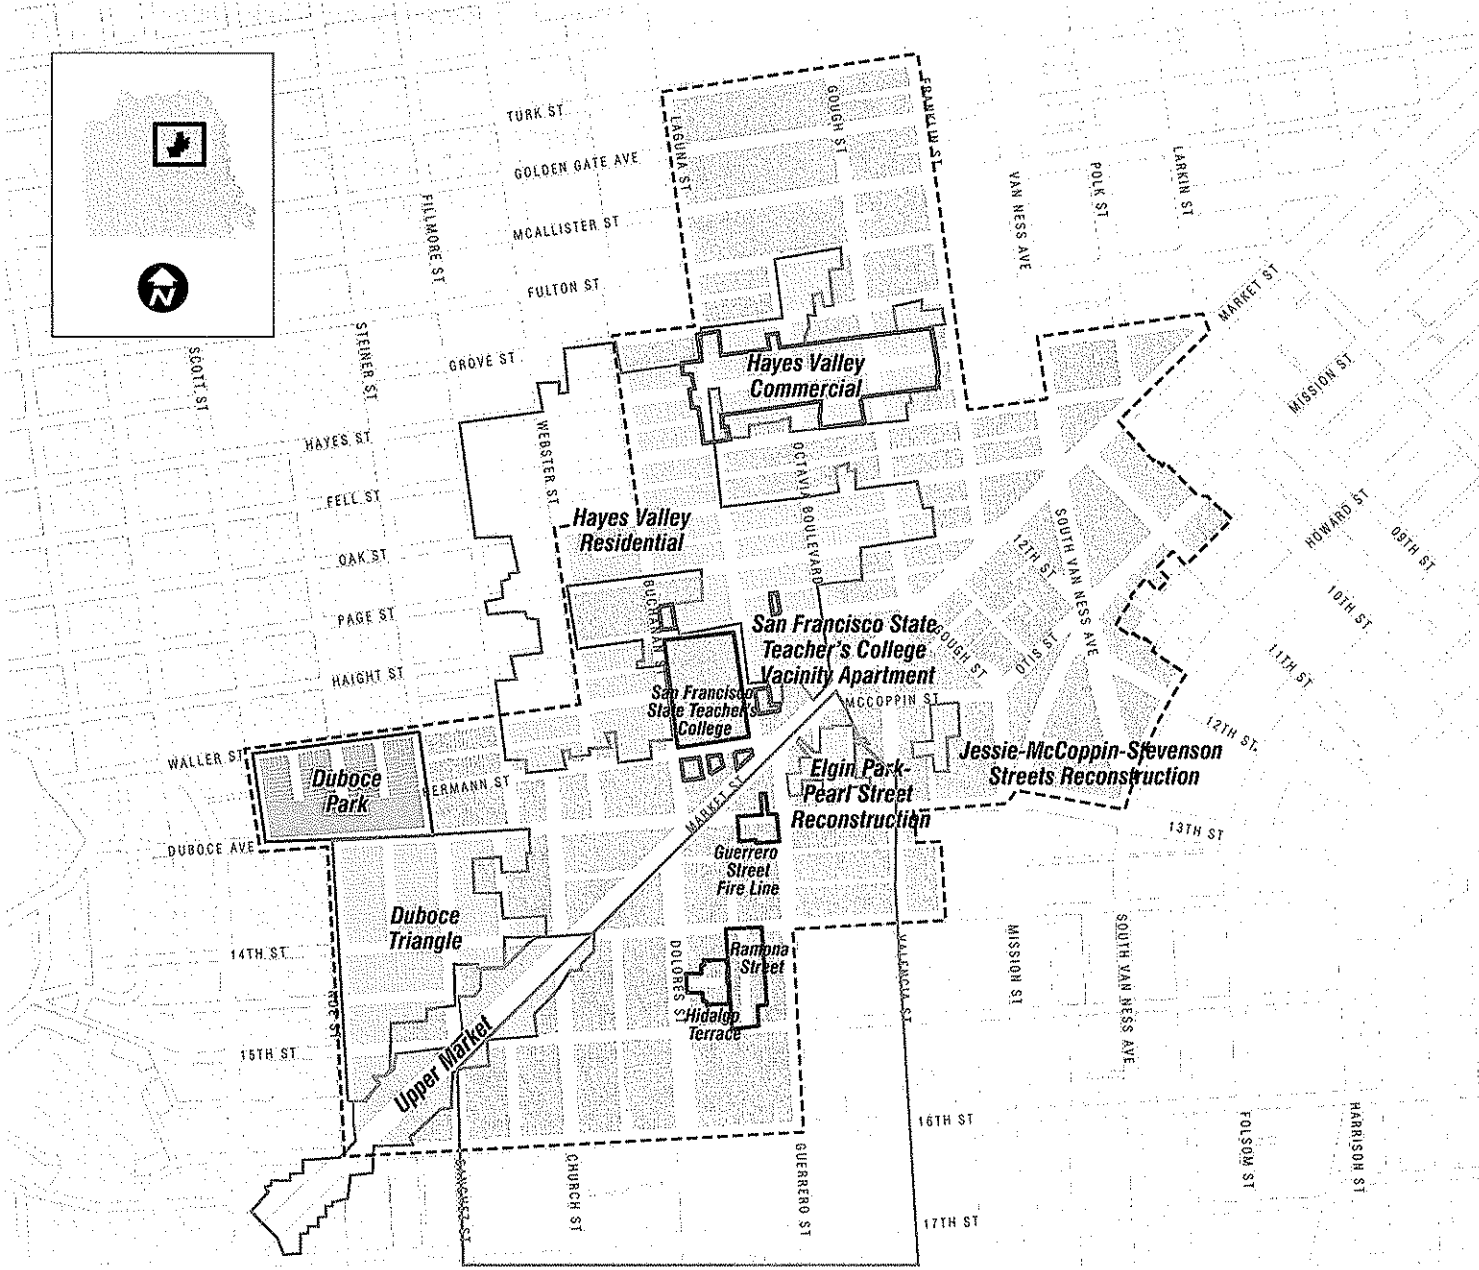 TURK ST
GOLDEN GATE AVE
MCALLISTER ST
FULTON ST
LAGUNA ST
GOUGH ST
FRANKLIN ST
VAN NESS AVE
POLK ST
LARKIN ST
FILLMORE ST
N
SCOTT ST
STEINER ST
GROVE ST
MARKET ST
MISSION ST
Hayes Valley
Commercial
HAYES ST
WEBSTER ST
OCTAVIA BOULEVARD
FELL ST
Hayes Valley
Residential
12TH ST
SOUTH VAN NESS AVE
HOWARD ST
09TH ST
OAK ST
10TH ST
PAGE ST
BUCHANAN ST
San Francisco State
Teacher's College
Vacinity Apartment
GOUGH ST
OTIS ST
11TH ST
HAIGHT ST
San Francisco
State Teacher's
College
MCCOPPIN ST
12TH ST
WALLER ST
Duboce
Park
HERMANN ST
MARKET ST
Elgin Park-
Pearl Street
Reconstruction
Jessie-McCoppin-Stevenson
Streets Reconstruction
13TH ST
DUBOCE AVE
Guerrero
Street
Fire Line
Duboce
Triangle
14TH ST
DOLORES ST
Ramona
Street
VALENCIA ST
MISSION ST
SOUTH VAN NESS AVE
Hidalgo
Terrace
15TH ST
Upper Market
16TH ST
FOLSOM ST
HARRISON ST
SANCHEZ ST
CHURCH ST
GUERRERO ST
17TH ST